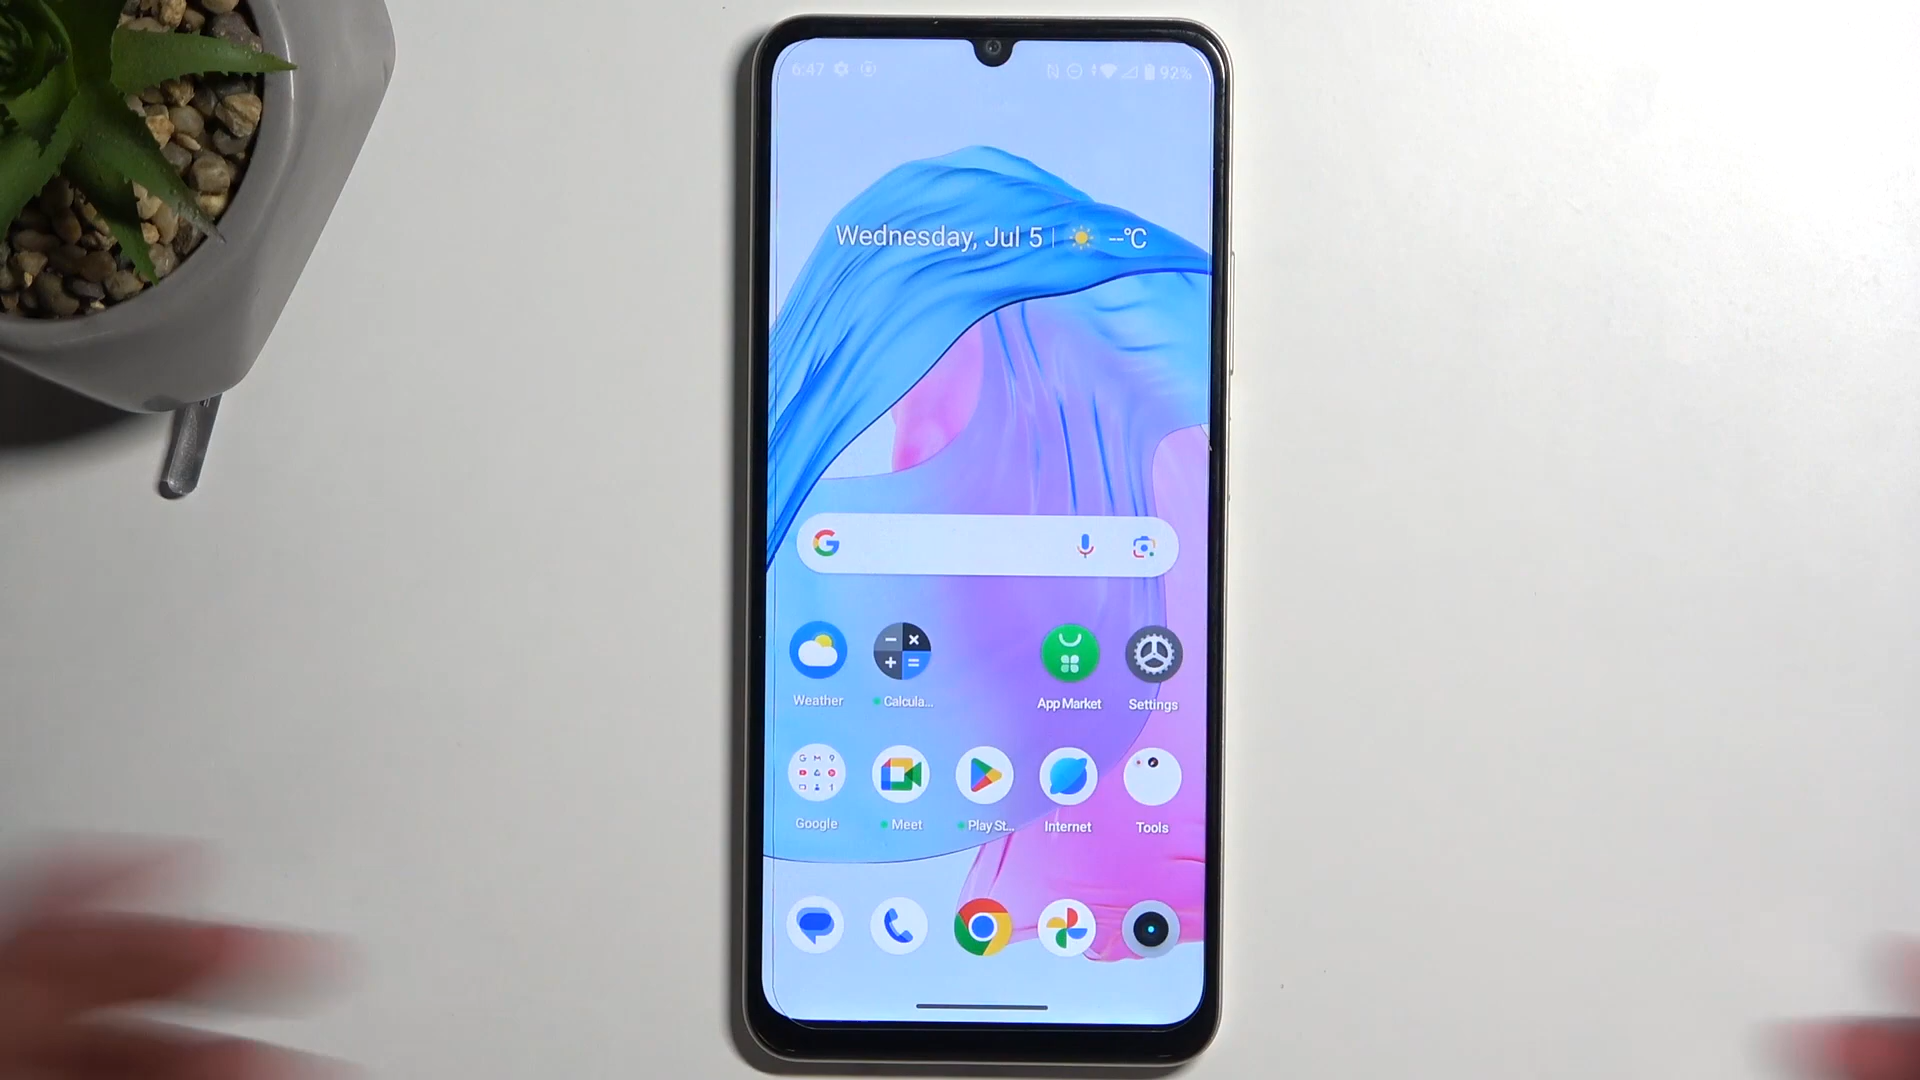 6:47 92%
Wednesday, Jul 5 | --°C
G
Weather Calcula... App Market Settings
Google Meet Play St... Internet Tools